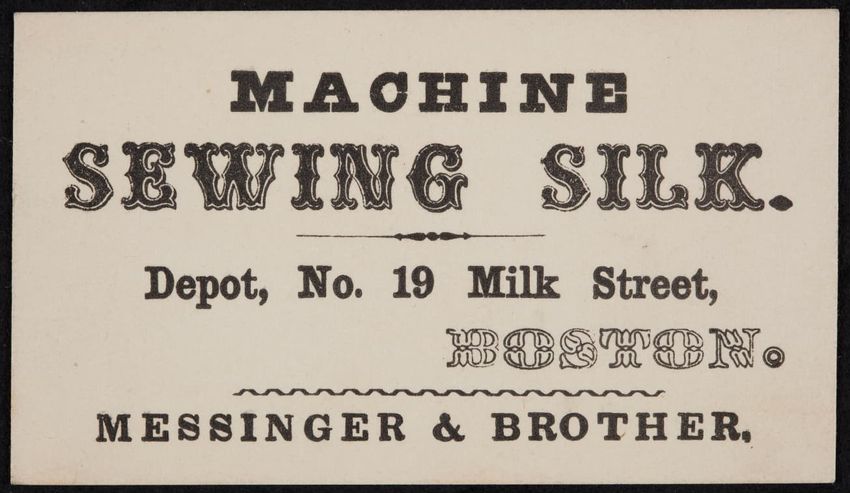 MACHINE
SEWING SILK.
Depot, No. 19 Milk Street,
BOSTON.
MESSINGER & BROTHER,